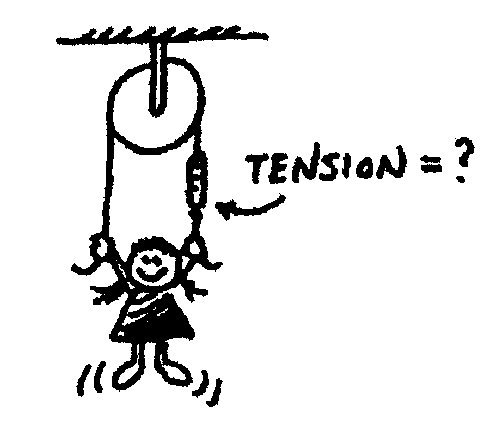 TENSION = ?